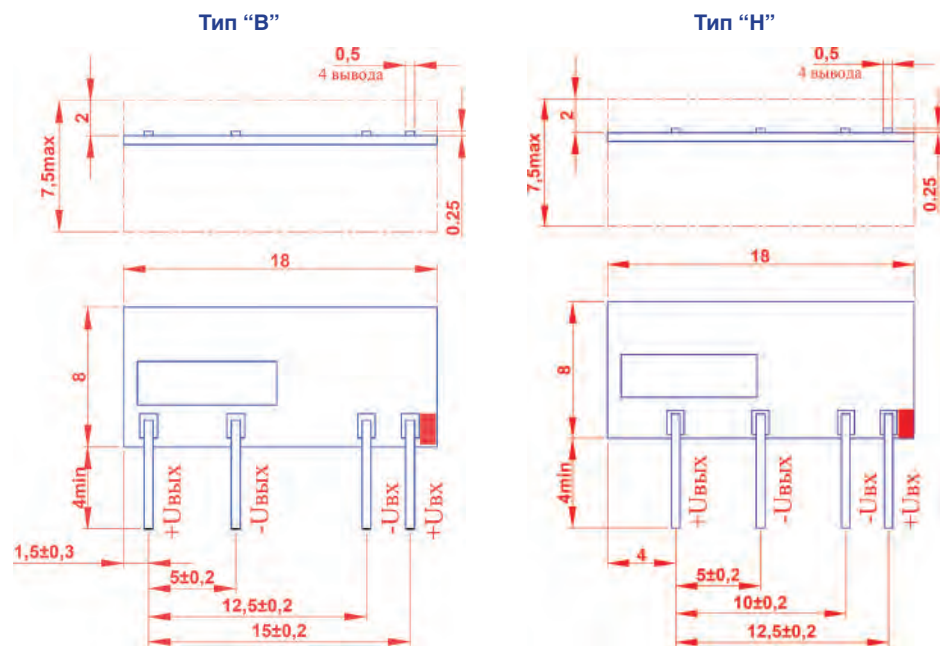 Тип “В”
0,5
4 вывода
2
7,5max
0.25
18
8
4min
+Uвых
-Uвых
-Uвх
+Uвх
1,5±0,3
5±0,2
12,5±0,2
15±0,2
Тип “Н”
0,5
4 вывода
2
7,5max
0.25
18
8
4min
+Uвых
-Uвых
-Uвх
+Uвх
4
5±0,2
10±0,2
12,5±0,2